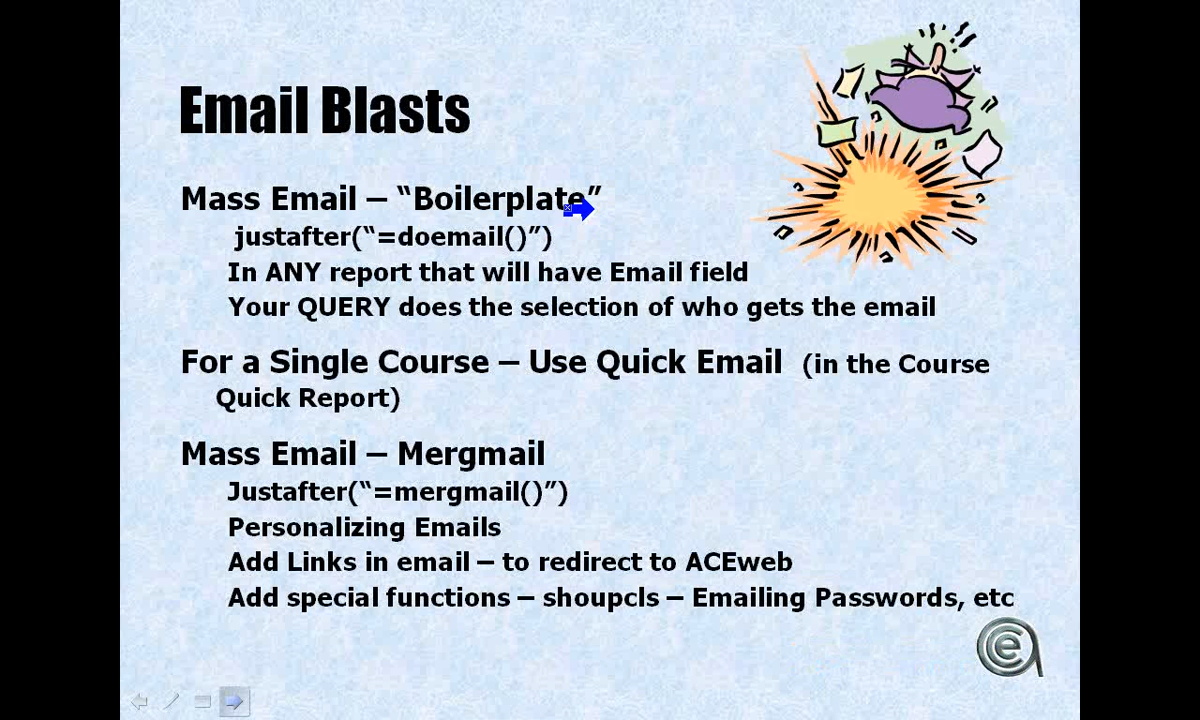 Email Blasts
Mass Email – “Boilerplate”
justafter(“=doemail()”)
In ANY report that will have Email field
Your QUERY does the selection of who gets the email
For a Single Course – Use Quick Email (in the Course
Quick Report)
Mass Email – Mergmail
Justafter(“=mergmail()”)
Personalizing Emails
Add Links in email – to redirect to ACEweb
Add special functions – shoupcls – Emailing Passwords, etc